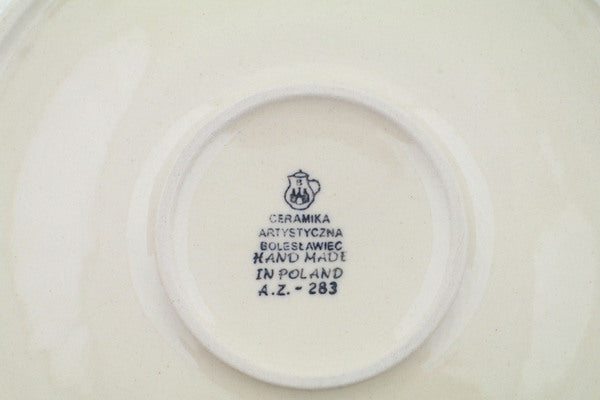 CERAMIKA
ARTYSTYCZNA
BOLESŁAWIEC
HAND MADE
IN POLAND
A.Z.- 283